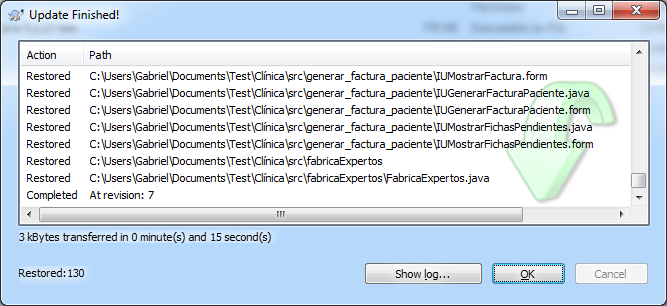 Update Finished!
Action Path
Restored C:\Users\Gabriel\Documents\Test\Clínica\src\generar_factura_paciente\IUMostrarFactura.form
Restored C:\Users\Gabriel\Documents\Test\Clínica\src\generar_factura_paciente\IUGenerarFacturaPaciente.java
Restored C:\Users\Gabriel\Documents\Test\Clínica\src\generar_factura_paciente\IUGenerarFacturaPaciente.form
Restored C:\Users\Gabriel\Documents\Test\Clínica\src\generar_factura_paciente\IUMostrarFichasPendientes.java
Restored C:\Users\Gabriel\Documents\Test\Clínica\src\generar_factura_paciente\IUMostrarFichasPendientes.form
Restored C:\Users\Gabriel\Documents\Test\Clínica\src\fabricaExpertos
Restored C:\Users\Gabriel\Documents\Test\Clínica\src\fabricaExpertos\FabricaExpertos.java
Completed At revision: 7
3 kBytes transferred in 0 minute(s) and 15 second(s)
Restored:130
Show log...
OK
Cancel